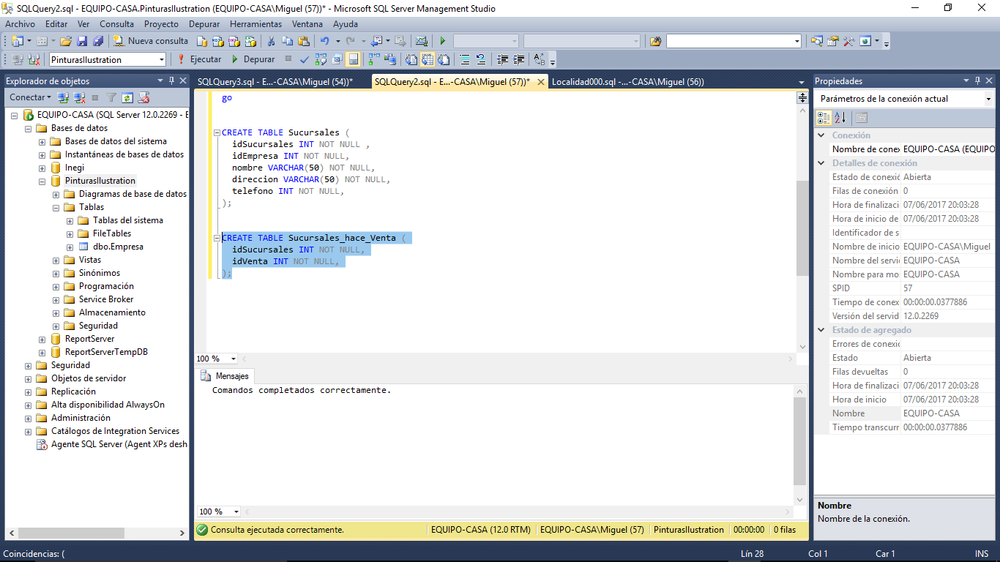 SQLQuery2.sql - EQUIPO-CASA.PinturasIlustration (EQUIPO-CASA\Miguel (57))* - Microsoft SQL Server Management Studio
Archivo Editar Ver Consulta Proyecto Depurar Herramientas Ventana Ayuda
Nueva consulta
PinturasIlustration Ejecutar Depurar
Explorador de objetos
Conectar
EQUIPO-CASA (SQL Server 12.0.2269 - E
Bases de datos
Bases de datos del sistema
Instantáneas de bases de datos
Inegi
PinturasIlustration
Diagramas de base de datos
Tablas
Tablas del sistema
FileTables
dbo.Empresa
Vistas
Sinónimos
Programación
Service Broker
Almacenamiento
Seguridad
ReportServer
ReportServerTempDB
Seguridad
Objetos de servidor
Replicación
Alta disponibilidad AlwaysOn
Administración
Catálogos de Integration Services
Agente SQL Server (Agent XPs desh
SQLQuery3.sql - E...-CASA\Miguel (54))* SQLQuery2.sql - E...-CASA\Miguel (57))* Localidad000.sql -...-CASA\Miguel (56))
go
CREATE TABLE Sucursales (
idSucursales INT NOT NULL ,
idEmpresa INT NOT NULL,
nombre VARCHAR(50) NOT NULL,
direccion VARCHAR(50) NOT NULL,
telefono INT NOT NULL,
);
CREATE TABLE Sucursales_hace_Venta (
idSucursales INT NOT NULL,
idVenta INT NOT NULL,
);
100 %
Mensajes
Comandos completados correctamente.
100 %
Consulta ejecutada correctamente. EQUIPO-CASA (12.0 RTM) EQUIPO-CASA\Miguel (57) PinturasIlustration 00:00:00 0 filas
Propiedades
Parámetros de la conexión actual
Conexión
Nombre de conex EQUIPO-CASA (EQUIPO
Detalles de conexión
Estado de conexić Abierta
Filas de conexión 0
Hora de finalizaci 07/06/2017 20:03:28
Hora de inicio de 07/06/2017 20:03:28
Identificador de s
Nombre de inicio EQUIPO-CASA\Miguel
Nombre del servi EQUIPO-CASA
Nombre para mo: EQUIPO-CASA
SPID 57
Tiempo de conex 00:00:00.0377886
Versión del servid 12.0.2269
Estado de agregado
Errores de conexić
Estado Abierta
Filas devueltas 0
Hora de finalizaci 07/06/2017 20:03:28
Hora de inicio 07/06/2017 20:03:28
Nombre EQUIPO-CASA
Tiempo transcurr 00:00:00.0377886
Nombre
Nombre de la conexión.
Coincidencias: ( Lín 28 Col 1 Car 1 INS